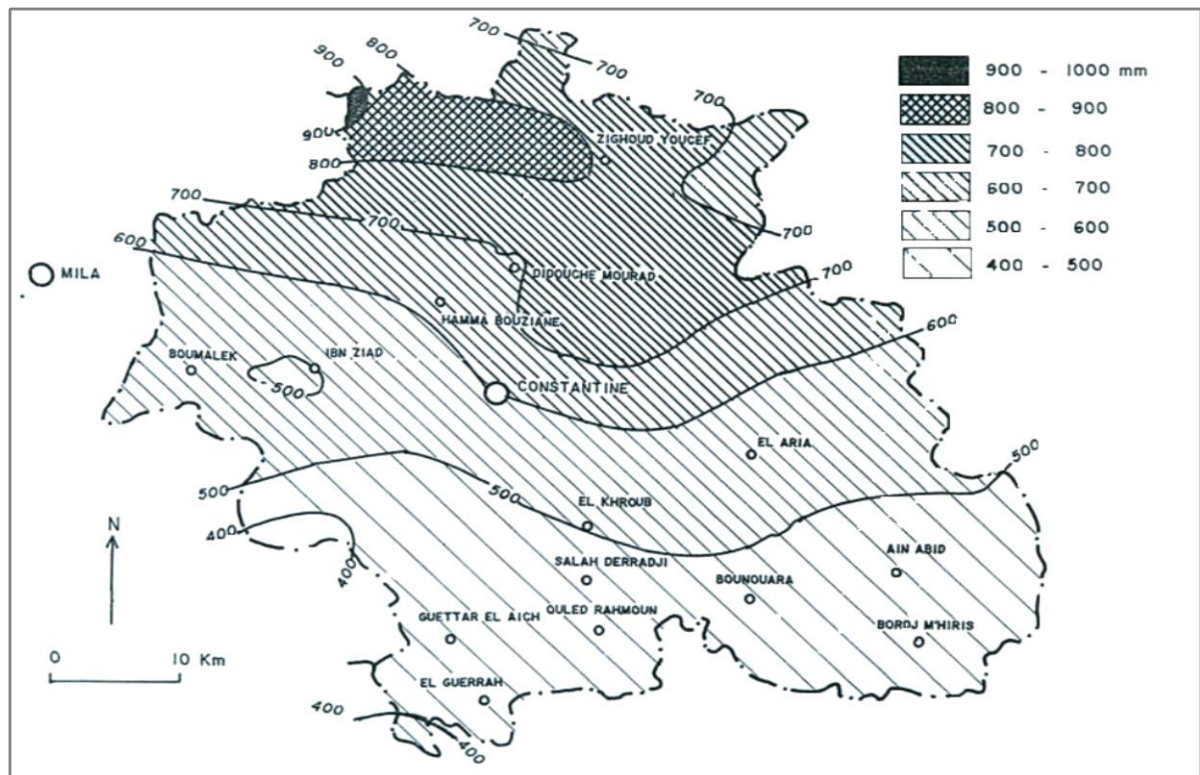 700
900
800
700
900 - 1000 mm
800 - 900
700
900
ZIGHOUD YOUCEF
700 - 800
800
600 - 700
700
700
500 - 600
700
600
400 - 500
MILA
DIDOUCHE MOURAD
700
HAMMA BOUZIANE
600
BOUMALEK
IBN ZIAD
500
CONSTANTINE
EL ARIA
500
500
500
EL KHROUB
N
400
AIN ABID
SALAH DERRADJI
400
BOUNOUARA
GUETTAR EL AICH
OULED RAHMOUN
BORDJ M'HIRIS
0 10 Km
EL GUERRAH
400
400